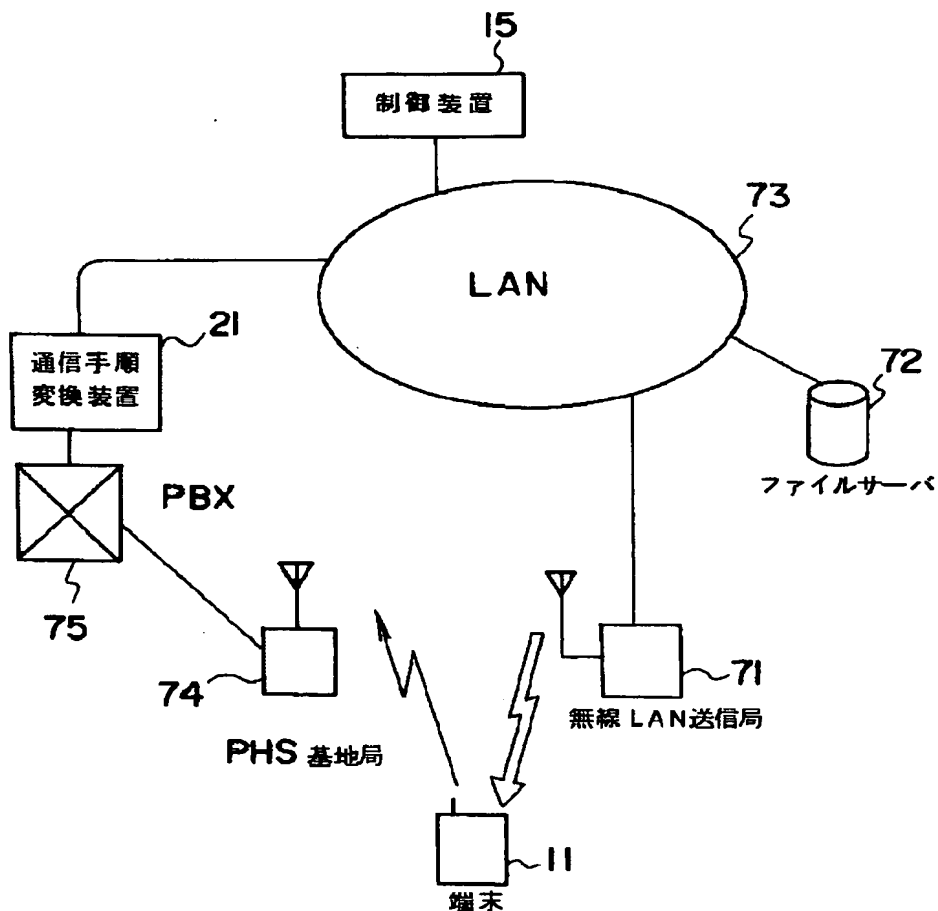 15
制御装置
73
LAN
21
通信手順
変換装置
72
ファイルサーバ
PBX
75
74
PHS 基地局
71
無線 LAN送信局
11
端末